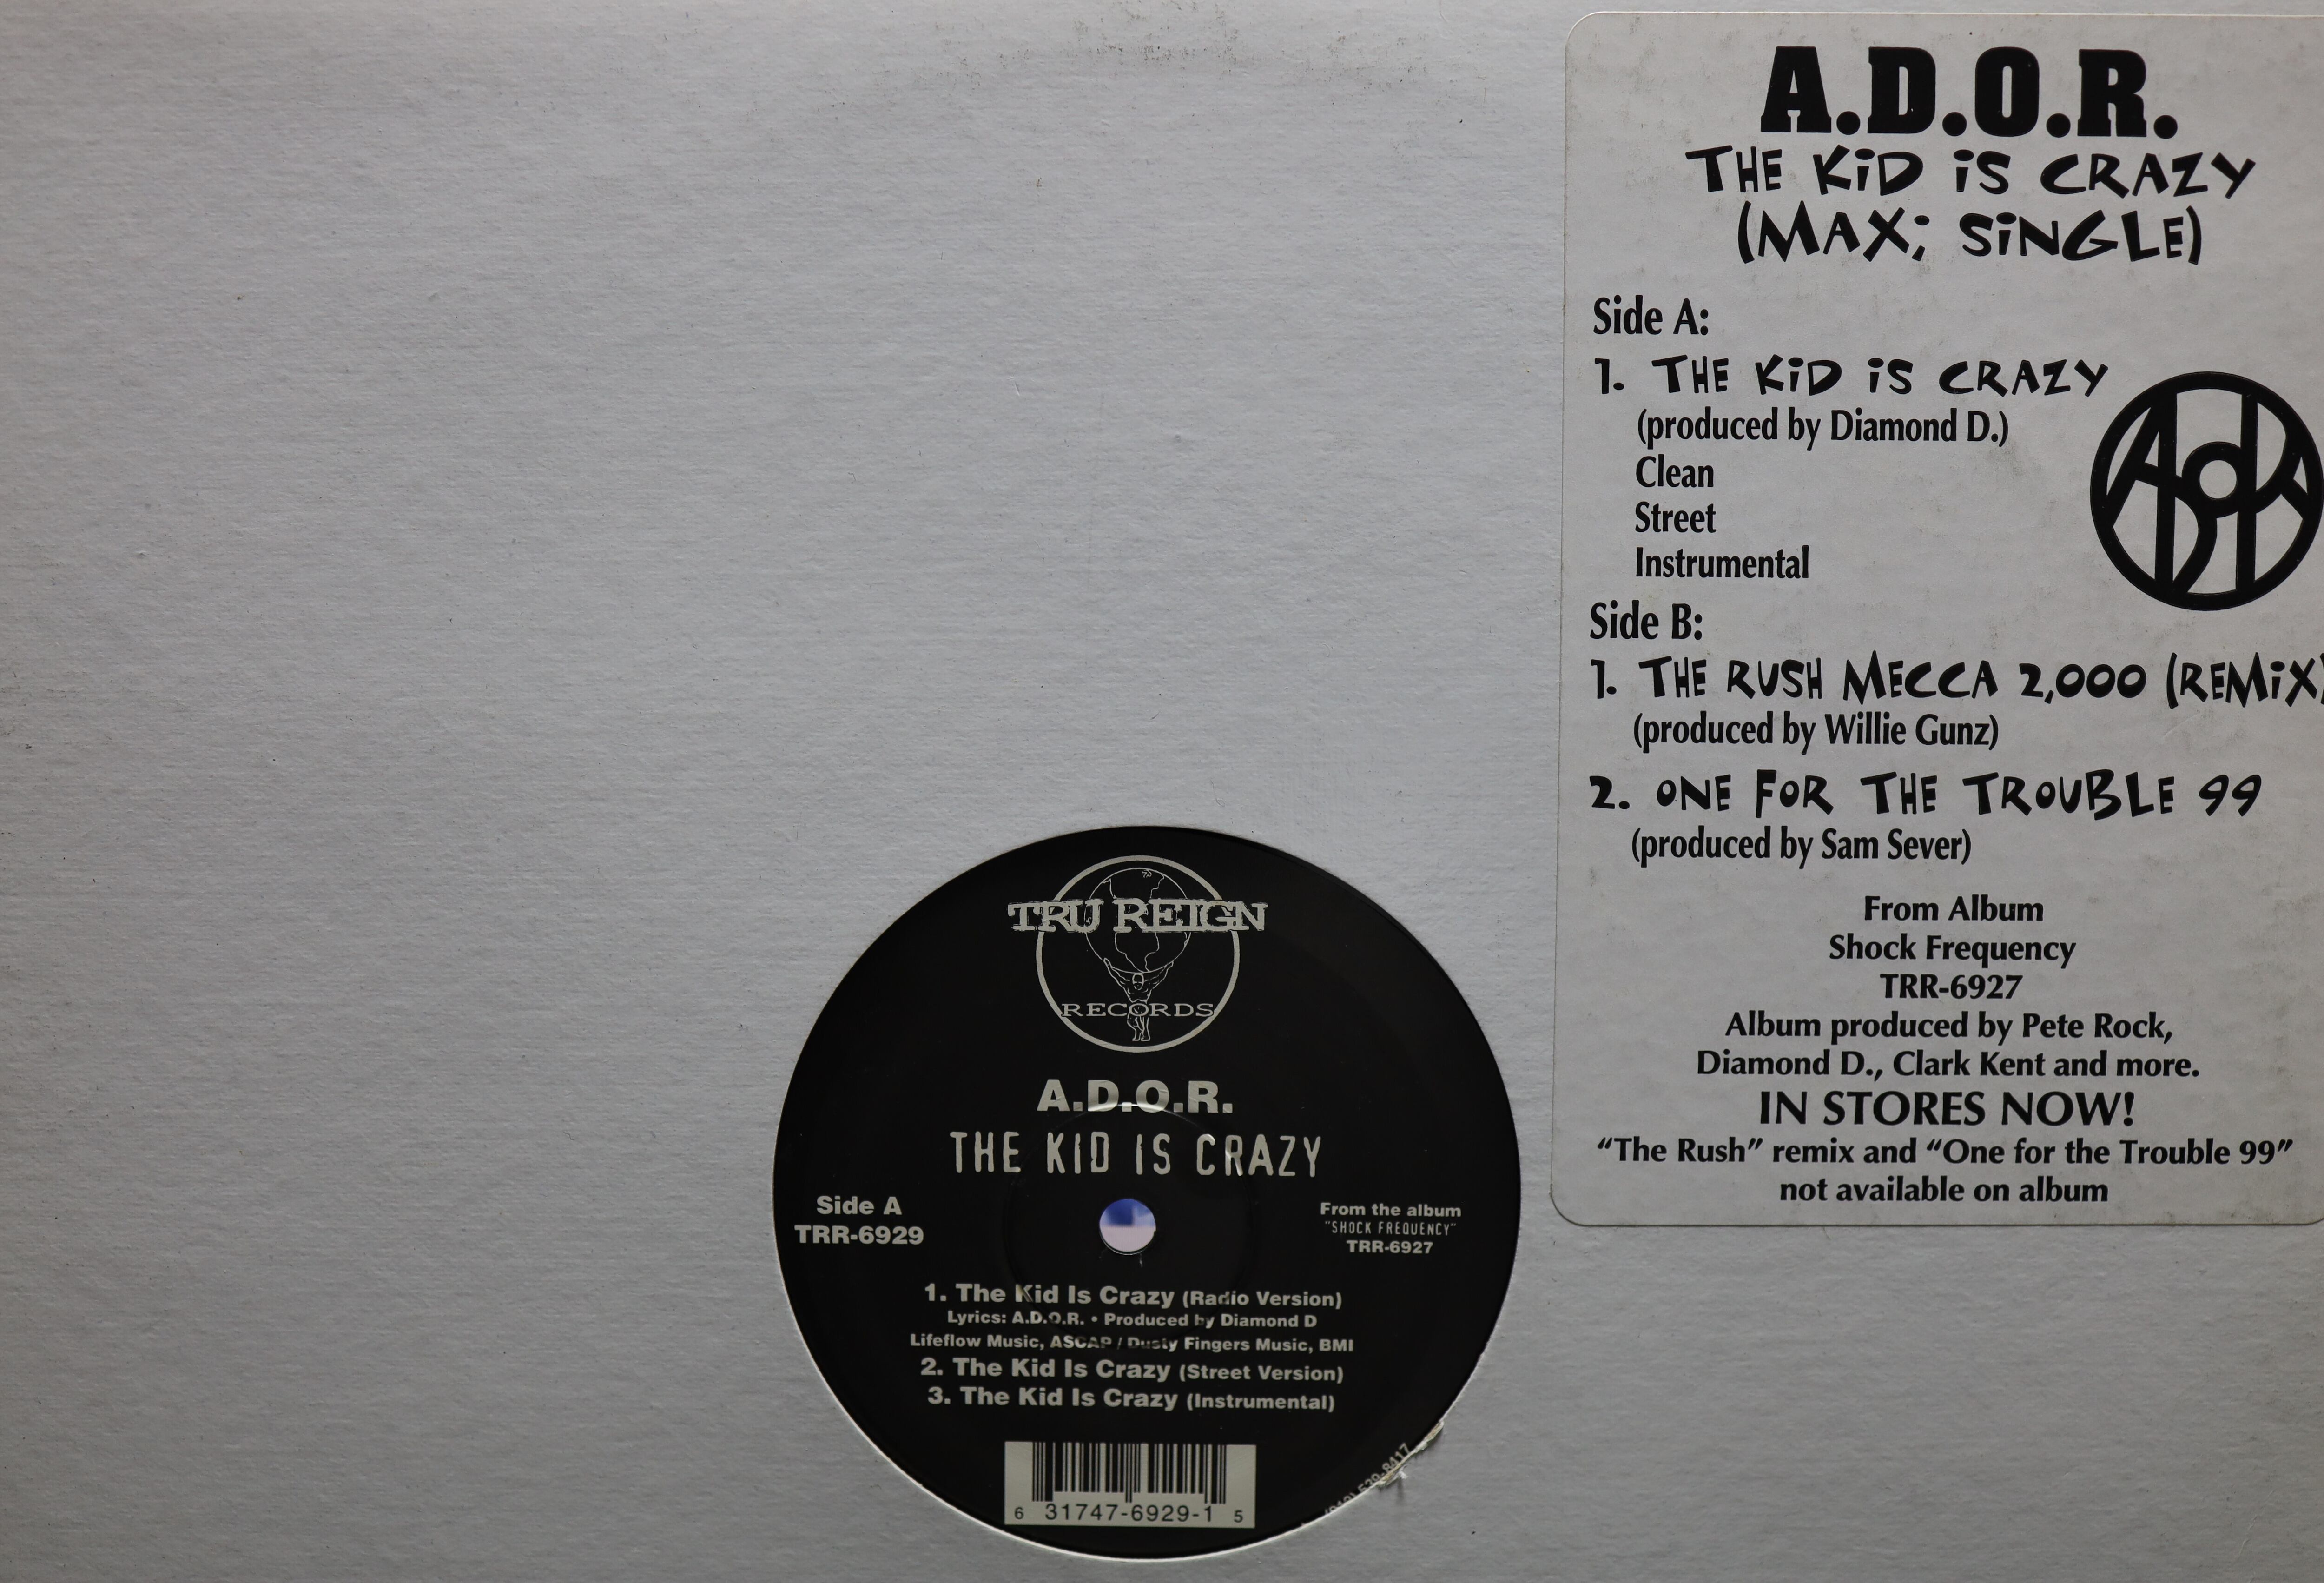 A.D.O.R.
THE KiD iS CRAZY
(MAX; SiNGLE)
Side A:
1. THE KiD iS CRAZY
(produced by Diamond D.)
Clean
Street
Instrumental
Side B:
1. THE RUSH MECCA 2,000 (REMiX)
(produced by Willie Gunz)
2. ONE FOR THE TROUBLE 99
(produced by Sam Sever)
From Album
Shock Frequency
TRR-6927
Album produced by Pete Rock,
Diamond D., Clark Kent and more.
IN STORES NOW!
“The Rush” remix and “One for the Trouble 99”
not available on album
TRU REIGN
RECORDS
A.D.O.R.
THE KID IS CRAZY
Side A
TRR-6929
From the album
"SHOCK FREQUENCY"
TRR-6927
1. The Kid Is Crazy (Radio Version)
Lyrics: A.D.O.R. • Produced by Diamond D
Lifeflow Music, ASCAP / Dusty Fingers Music, BMI
2. The Kid Is Crazy (Street Version)
3. The Kid Is Crazy (Instrumental)
6 31747-6929-1 5